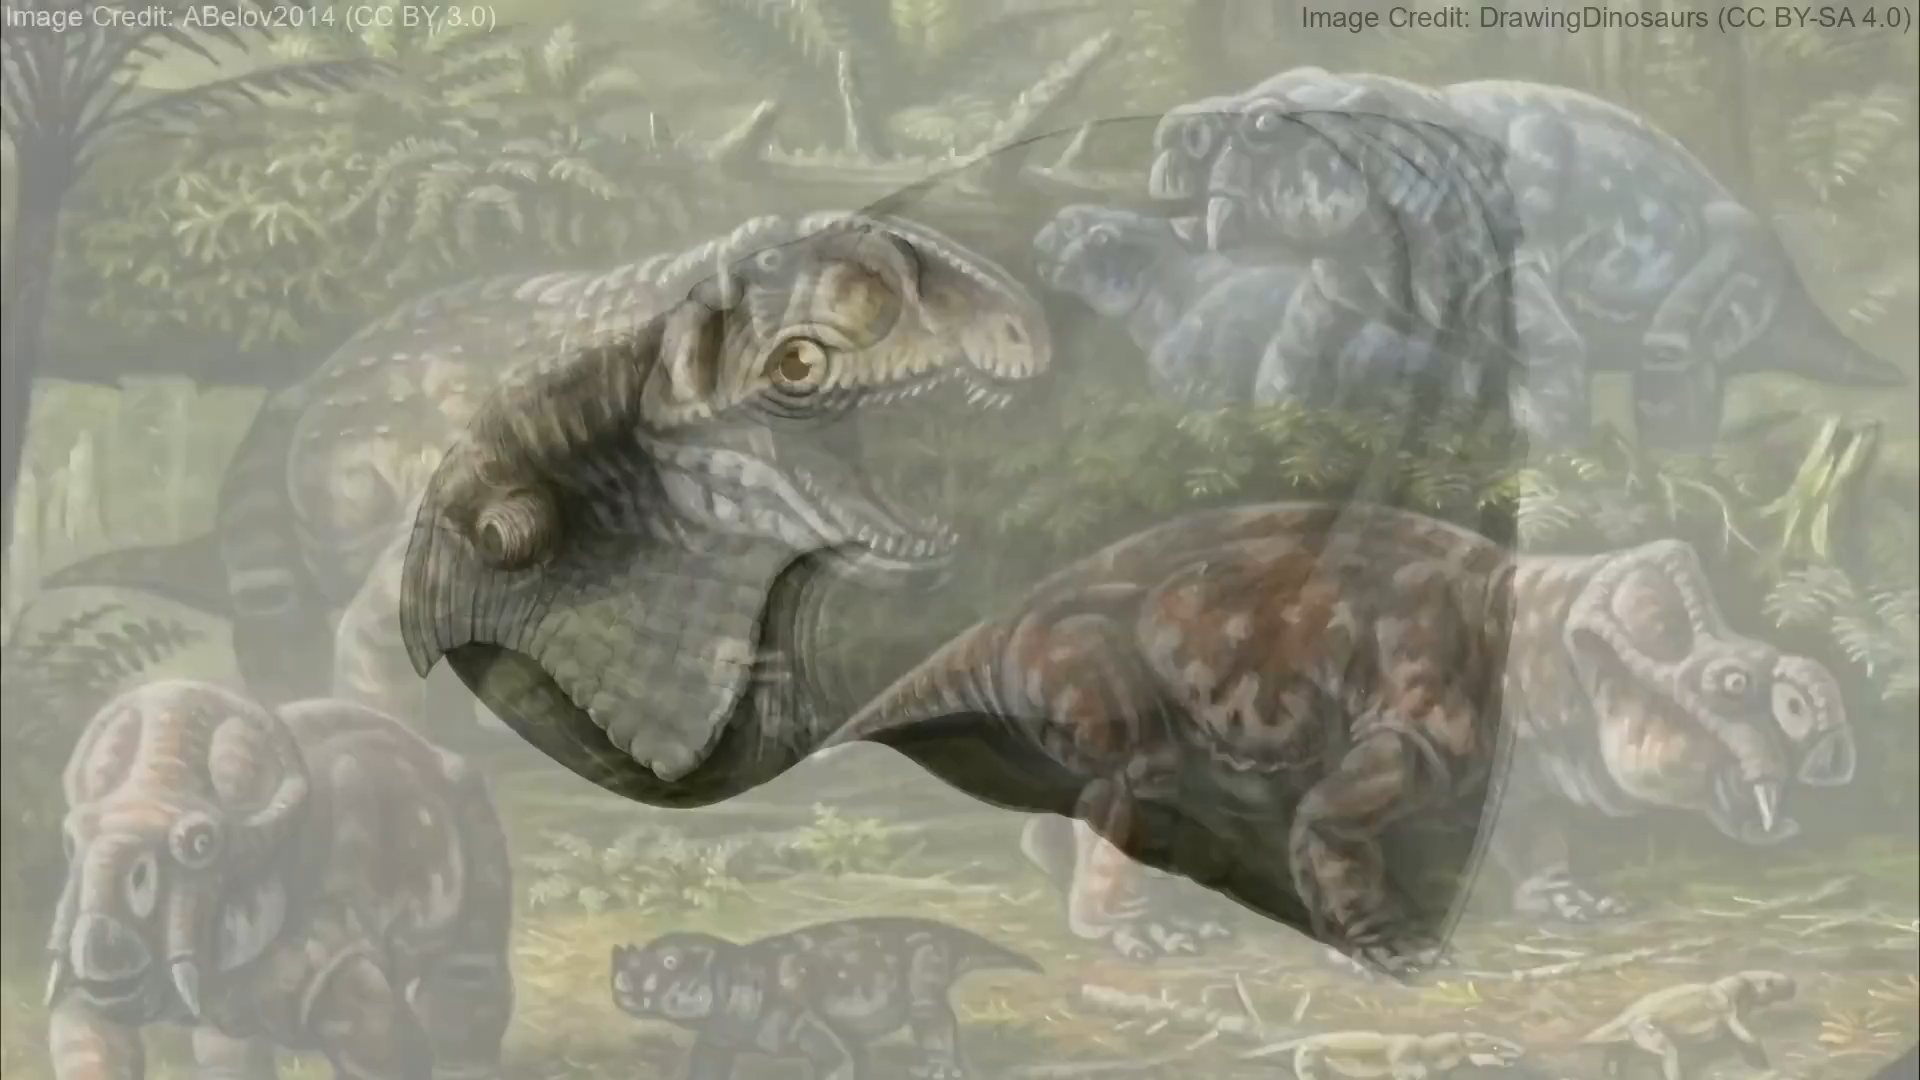 Image Credit: ABelov2014 (CC BY 3.0)
Image Credit: DrawingDinosaurs (CC BY-SA 4.0)